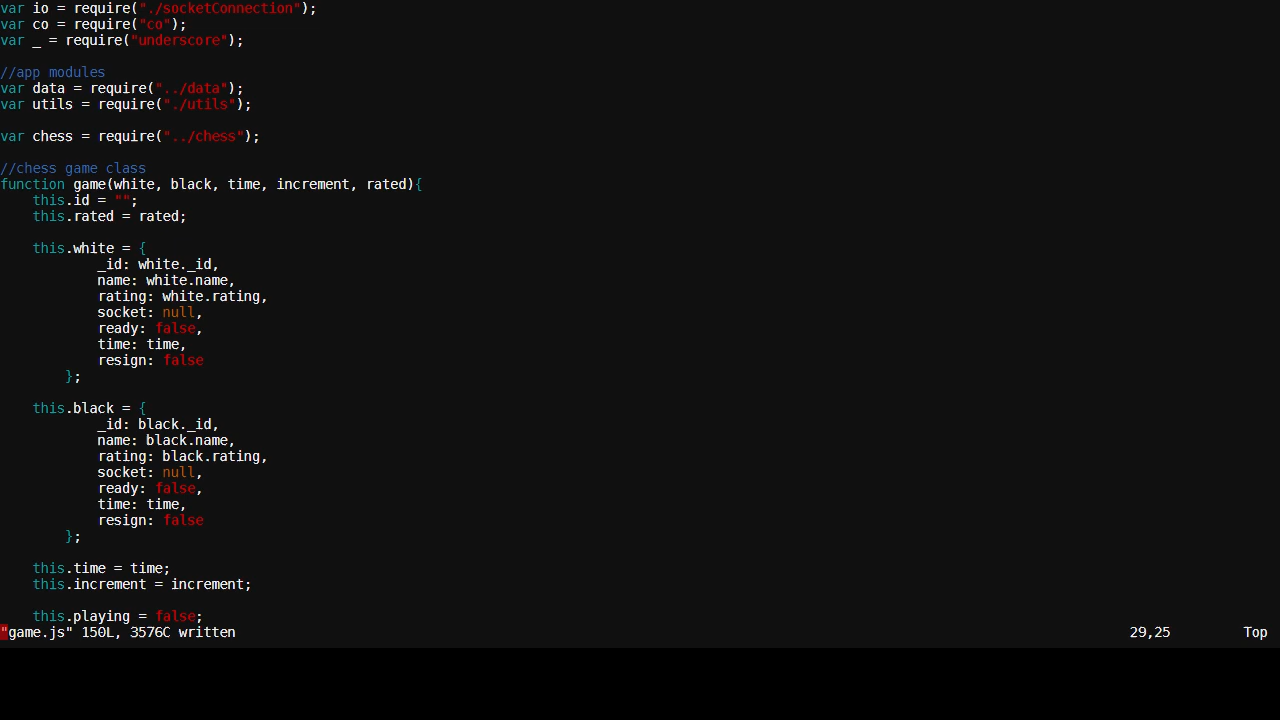 var io = require("./socketConnection");
var co = require("co");
var _ = require("underscore");

//app modules
var data = require("../data");
var utils = require("./utils");

var chess = require("../chess");

//chess game class
function game(white, black, time, increment, rated){
    this.id = "";
    this.rated = rated;

    this.white = {
            _id: white._id,
            name: white.name,
            rating: white.rating,
            socket: null,
            ready: false,
            time: time,
            resign: false
        };

    this.black = {
            _id: black._id,
            name: black.name,
            rating: black.rating,
            socket: null,
            ready: false,
            time: time,
            resign: false
        };

    this.time = time;
    this.increment = increment;

    this.playing = false;
"game.js" 150L, 3576C written 29,25 Top